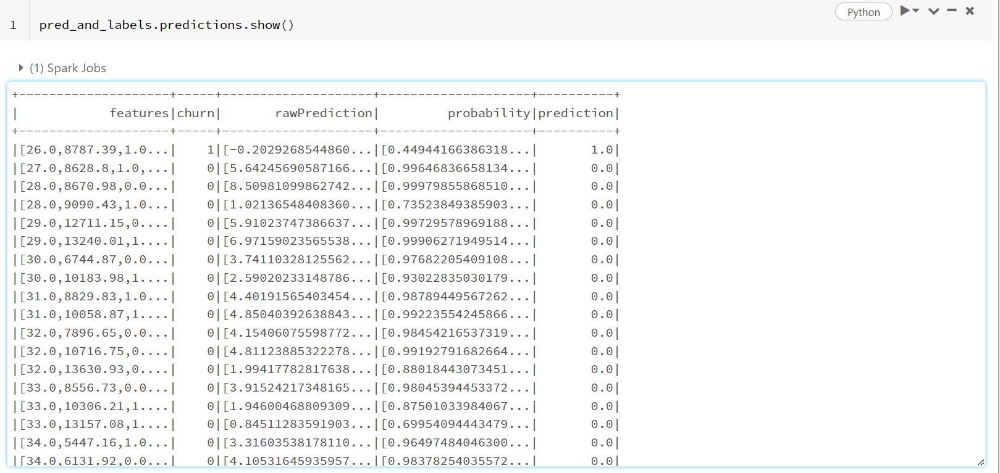 Python
1 pred_and_labels.predictions.show()
(1) Spark Jobs
+--------------------+-----+--------------------+--------------------+----------+
|            features|churn|       rawPrediction|         probability|prediction|
+--------------------+-----+--------------------+--------------------+----------+
|[26.0,8787.39,1.0...|    1|[-0.2029268544860...|[0.44944166386318...|       1.0|
|[27.0,8628.8,1.0,...|    0|[5.64245690587166...|[0.99646836658134...|       0.0|
|[28.0,8670.98,0.0...|    0|[8.50981099862742...|[0.99979855868510...|       0.0|
|[28.0,9090.43,1.0...|    0|[1.02136548408360...|[0.73523849385903...|       0.0|
|[29.0,12711.15,0....|    0|[5.91023747386637...|[0.99729578969188...|       0.0|
|[29.0,13240.01,1....|    0|[6.97159023565538...|[0.99906271949514...|       0.0|
|[30.0,6744.87,0.0...|    0|[3.74110328125562...|[0.97682205409108...|       0.0|
|[30.0,10183.98,1....|    0|[2.59020233148786...|[0.93022835030179...|       0.0|
|[31.0,8829.83,1.0...|    0|[4.40191565403454...|[0.98789449567262...|       0.0|
|[31.0,10058.87,1....|    0|[4.85040392638843...|[0.99223554245866...|       0.0|
|[32.0,7896.65,0.0...|    0|[4.15406075598772...|[0.98454216537319...|       0.0|
|[32.0,10716.75,0....|    0|[4.81123885322278...|[0.99192791682664...|       0.0|
|[32.0,13630.93,0....|    0|[1.99417782817638...|[0.88018443073451...|       0.0|
|[33.0,8556.73,0.0...|    0|[3.91524217348165...|[0.98045394453372...|       0.0|
|[33.0,10306.21,1....|    0|[1.94600468809309...|[0.87501033984067...|       0.0|
|[33.0,13157.08,1....|    0|[0.84511283591903...|[0.69954094443479...|       0.0|
|[34.0,5447.16,1.0...|    0|[3.31603538178110...|[0.96497484046300...|       0.0|
|[34.0,6131.92,0.0...|    0|[4.10531645935957...|[0.98378254035572...|       0.0|